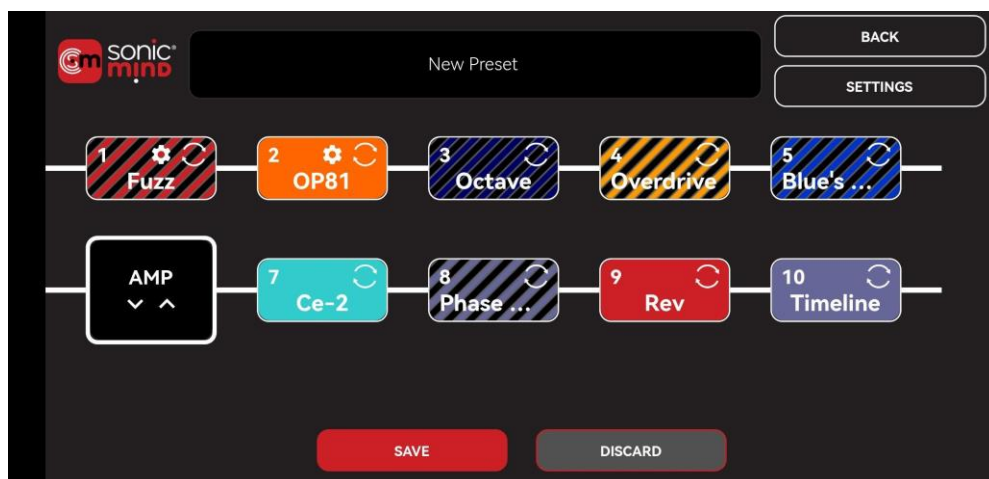 sonic
mind
New Preset
BACK
SETTINGS
1
Fuzz
2
OP81
3
Octave
4
Overdrive
5
Blue's ...
AMP
7
Ce-2
8
Phase ...
9
Rev
10
Timeline
SAVE
DISCARD